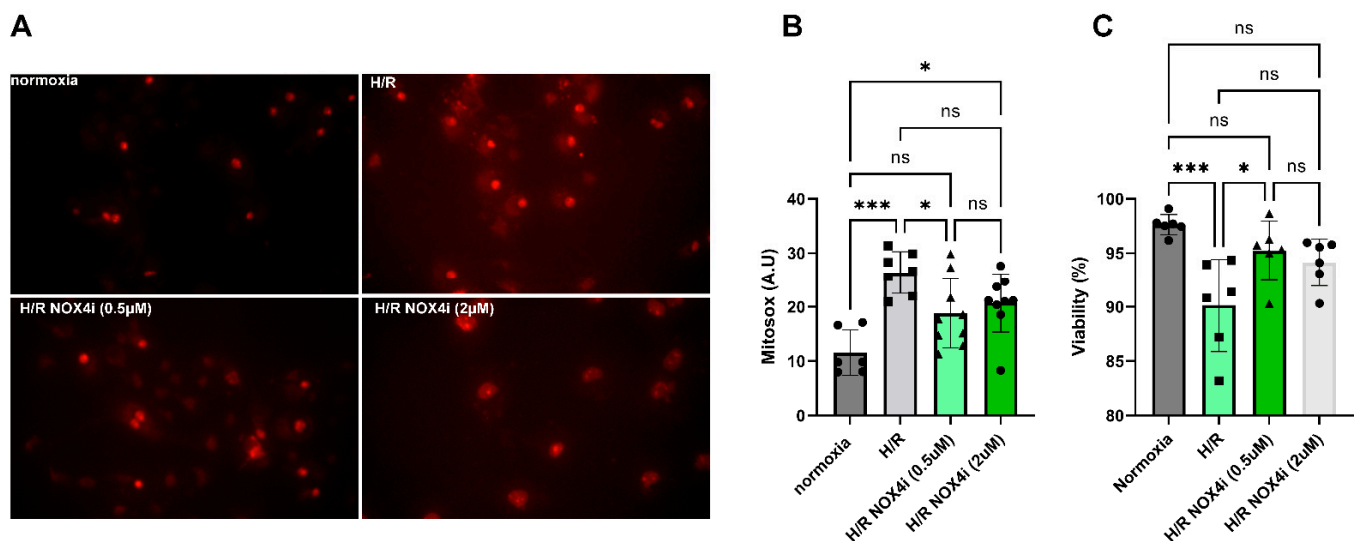 A
normoxia
H/R
H/R NOX4i (0.5µM)
H/R NOX4i (2µM)
B
*
ns
ns
*** * ns
Mitosox (A.U)
40
30
20
10
0
normoxia
H/R
H/R NOX4i (0.5uM)
H/R NOX4i (2uM)
C
ns
ns
ns
*** * ns
Viability (%)
100
95
90
85
80
Normoxia
H/R
H/R NOX4i (0.5uM)
H/R NOX4i (2uM)